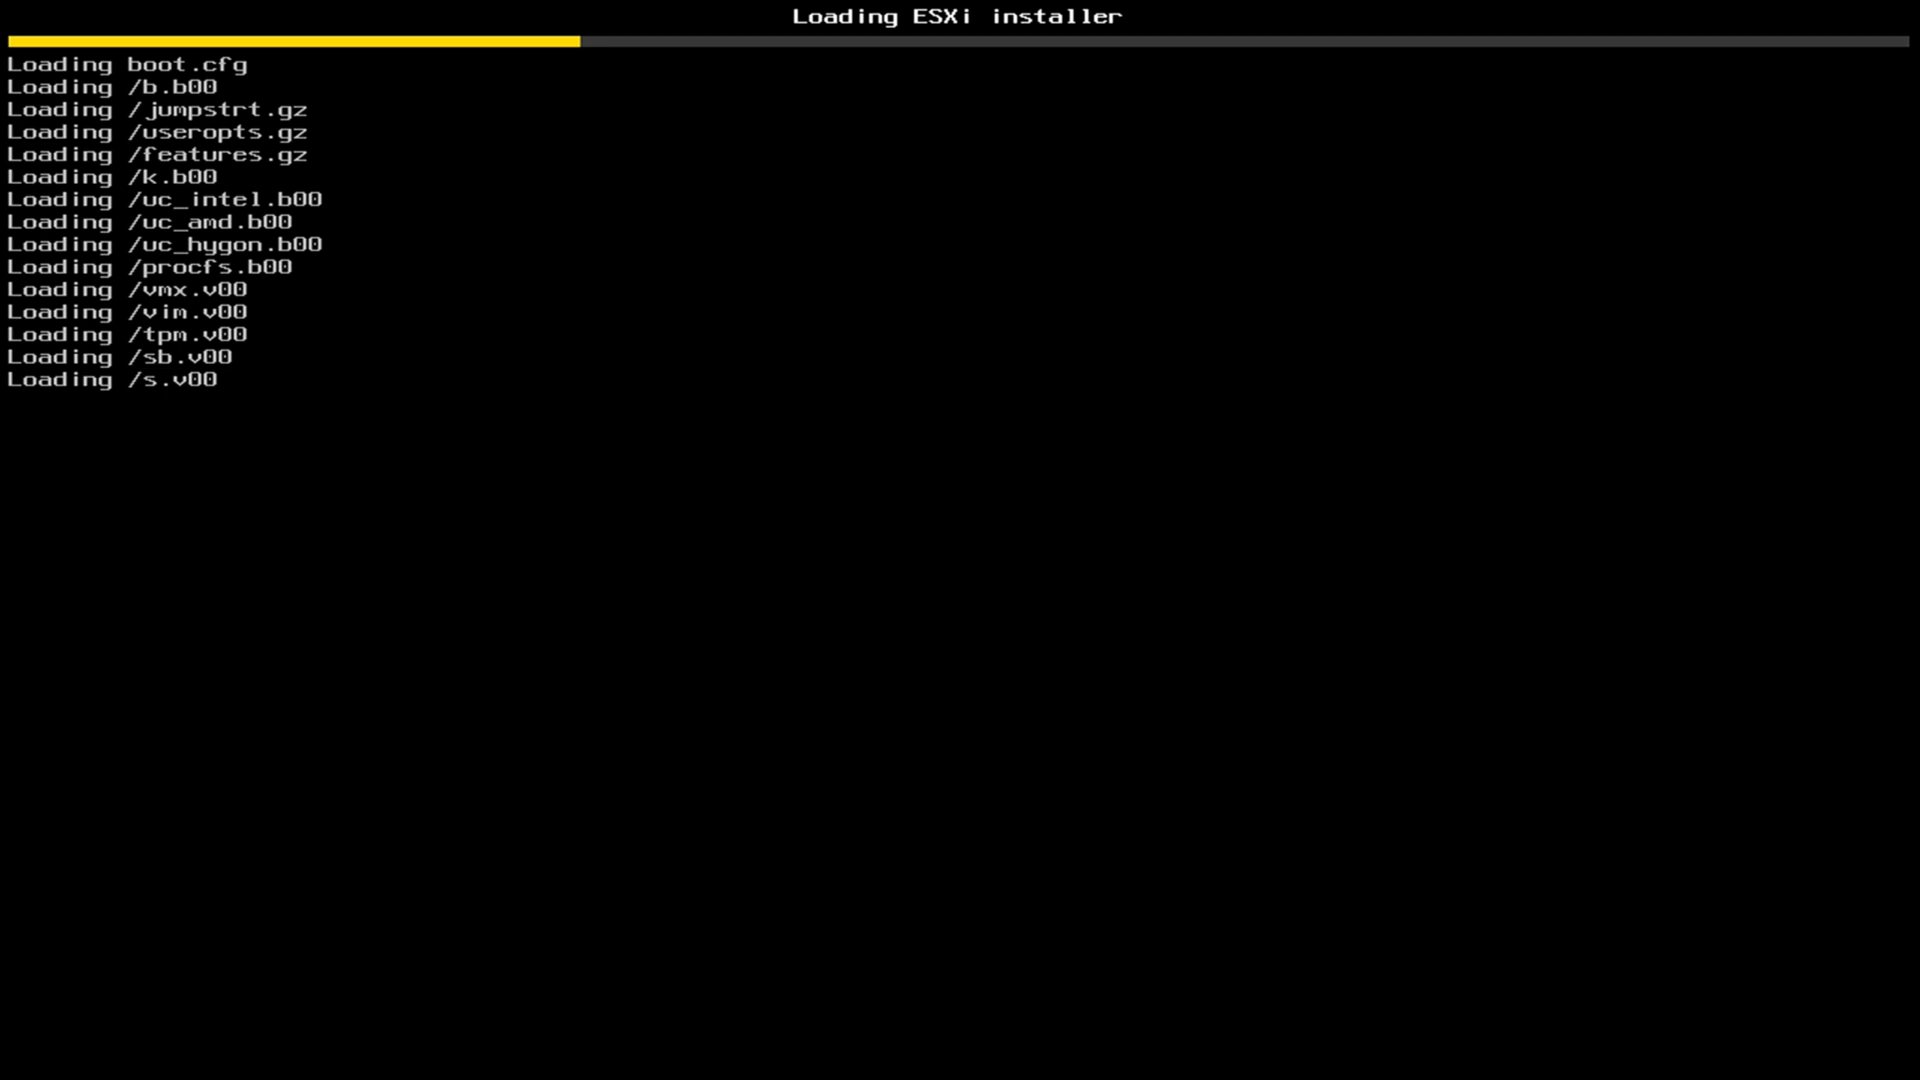 Loading ESXi installer
Loading boot.cfg
Loading /b.b00
Loading /jumpstrt.gz
Loading /useropts.gz
Loading /features.gz
Loading /k.b00
Loading /uc_intel.b00
Loading /uc_amd.b00
Loading /uc_hygon.b00
Loading /procfs.b00
Loading /vmx.v00
Loading /vim.v00
Loading /tpm.v00
Loading /sb.v00
Loading /s.v00